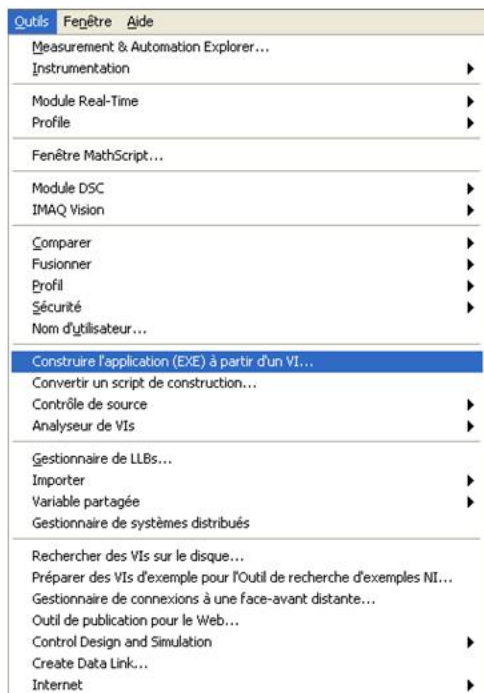 Outils Fenêtre Aide
Measurement & Automation Explorer...
Instrumentation
Module Real-Time
Profile
Fenêtre MathScript...
Module DSC
IMAQ Vision
Comparer
Fusionner
Profil
Sécurité
Nom d'utilisateur...
Construire l'application (EXE) à partir d'un VI...
Convertir un script de construction...
Contrôle de source
Analyseur de VIs
Gestionnaire de LLBs...
Importer
Variable partagée
Gestionnaire de systèmes distribués
Rechercher des VIs sur le disque...
Préparer des VIs d'exemple pour l'Outil de recherche d'exemples NI...
Gestionnaire de connexions à une face-avant distante...
Outil de publication pour le Web...
Control Design and Simulation
Create Data Link...
Internet